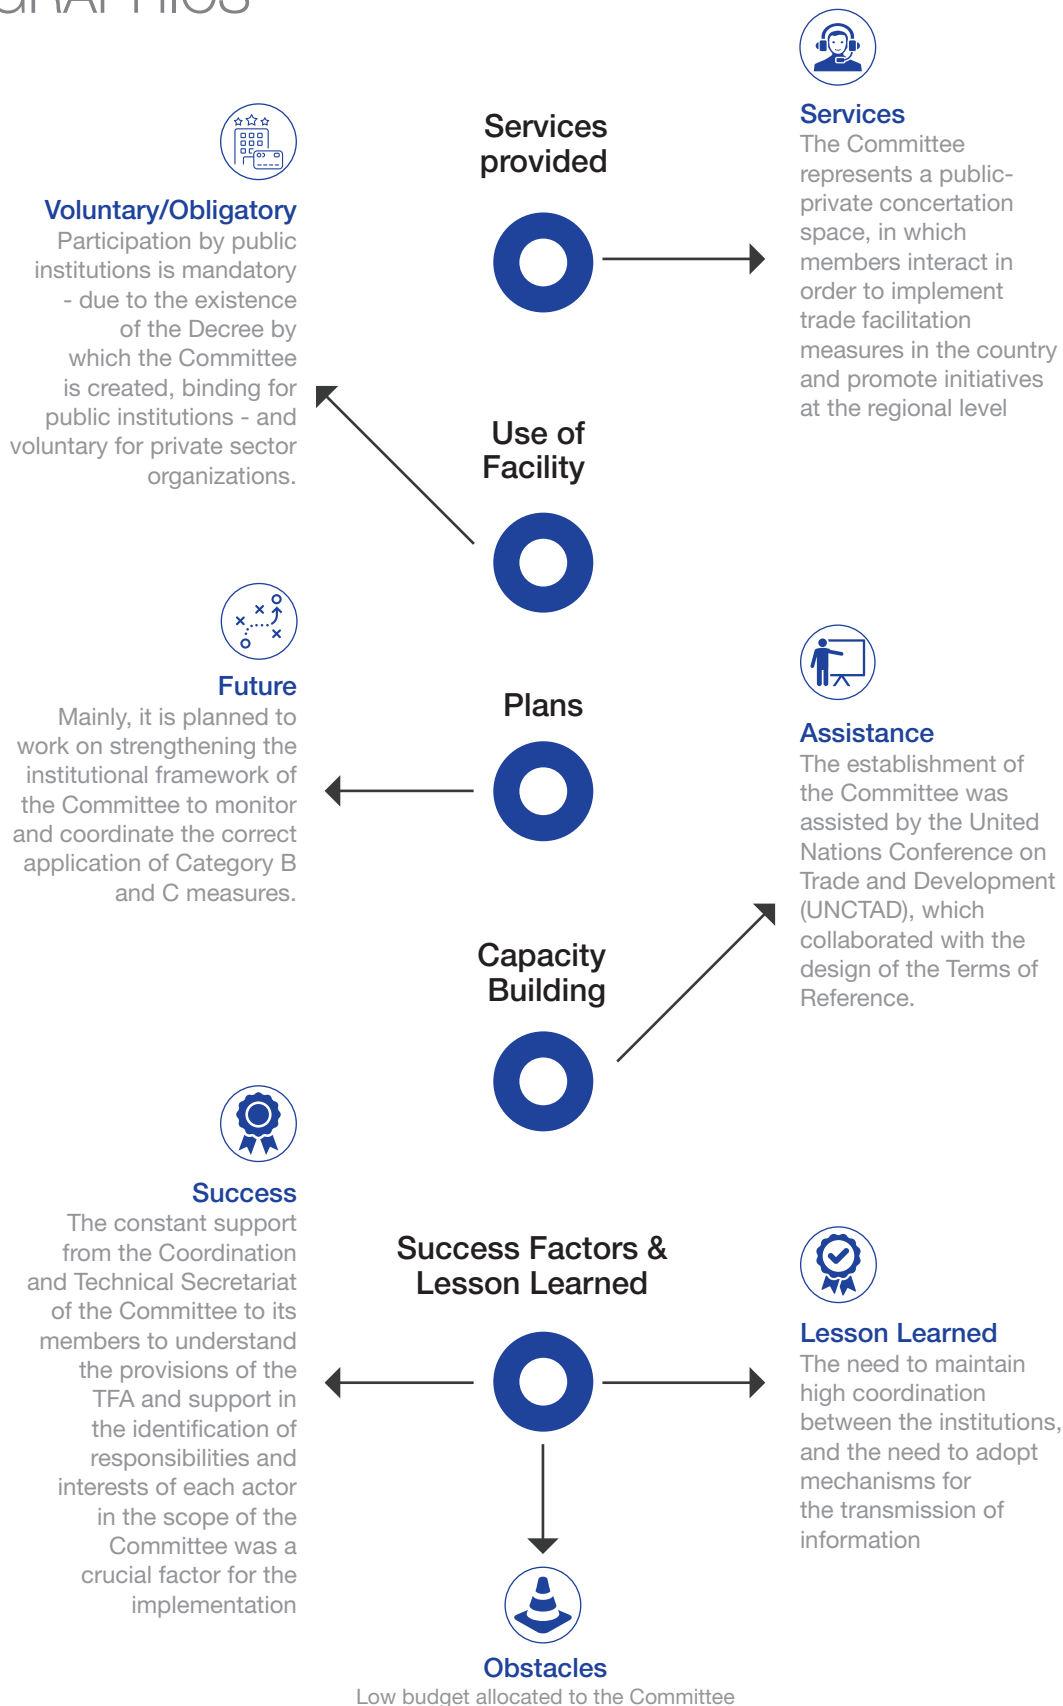 GRAPHICS
Services
provided
Services
The Committee
represents a public-
private concertation
space, in which
members interact in
order to implement
trade facilitation
measures in the country
and promote initiatives
at the regional level
Voluntary/Obligatory
Participation by public
institutions is mandatory
- due to the existence
of the Decree by
which the Committee
is created, binding for
public institutions - and
voluntary for private sector
organizations.
Use of
Facility
Future
Mainly, it is planned to
work on strengthening the
institutional framework of
the Committee to monitor
and coordinate the correct
application of Category B
and C measures.
Plans
Assistance
The establishment of
the Committee was
assisted by the United
Nations Conference on
Trade and Development
(UNCTAD), which
collaborated with the
design of the Terms of
Reference.
Capacity
Building
Success
The constant support
from the Coordination
and Technical Secretariat
of the Committee to its
members to understand
the provisions of the
TFA and support in
the identification of
responsibilities and
interests of each actor
in the scope of the
Committee was a
crucial factor for the
implementation
Success Factors &
Lesson Learned
Lesson Learned
The need to maintain
high coordination
between the institutions,
and the need to adopt
mechanisms for
the transmission of
information
Obstacles
Low budget allocated to the Committee